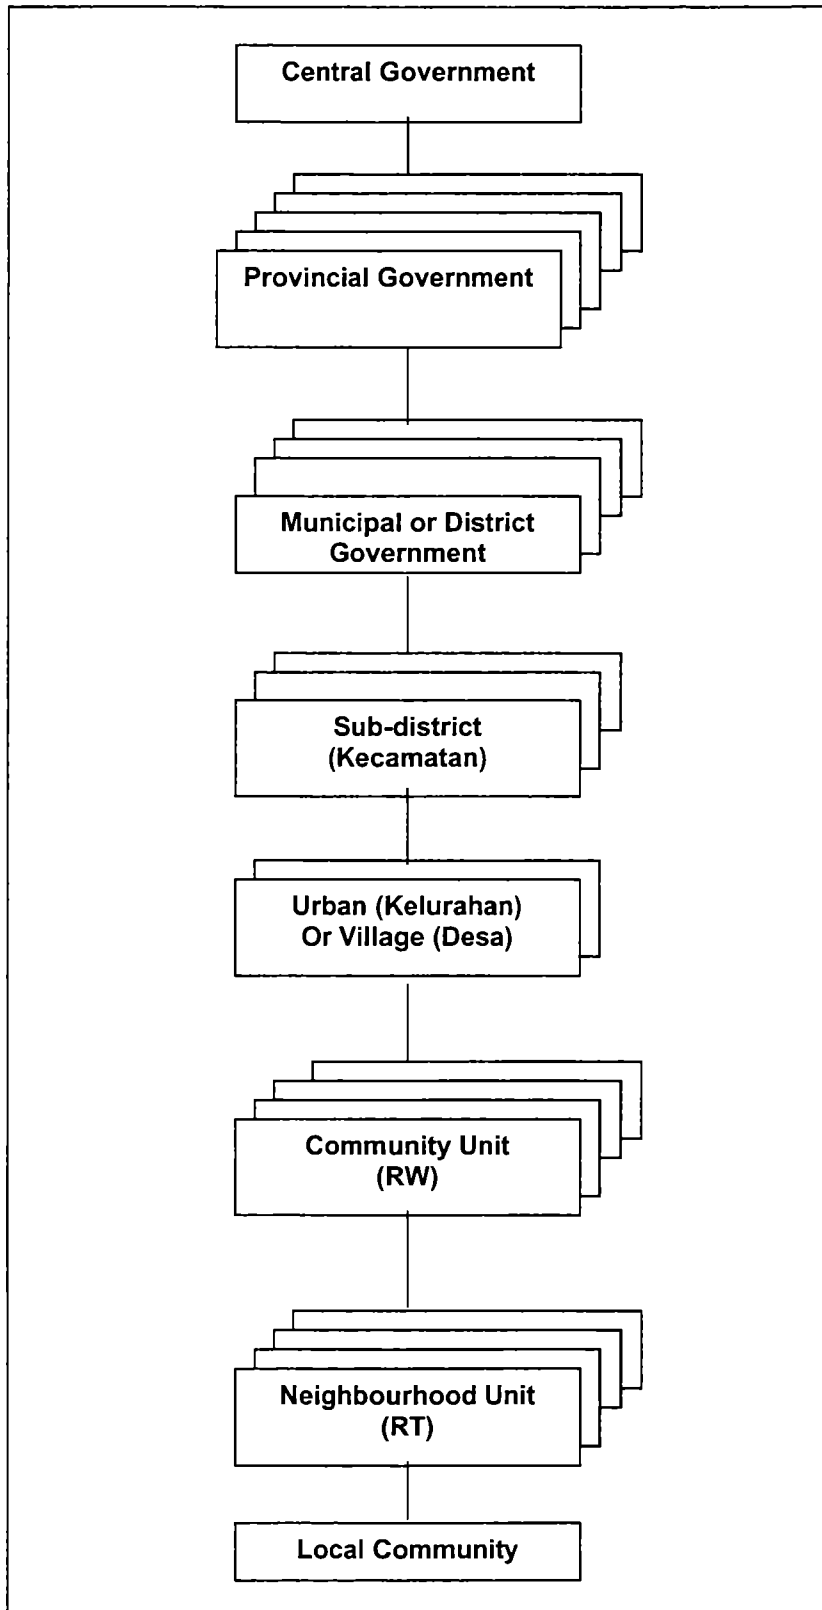 Central Government
Provincial Government
Municipal or District
Government
Sub-district
(Kecamatan)
Urban (Kelurahan)
Or Village (Desa)
Community Unit
(RW)
Neighbourhood Unit
(RT)
Local Community